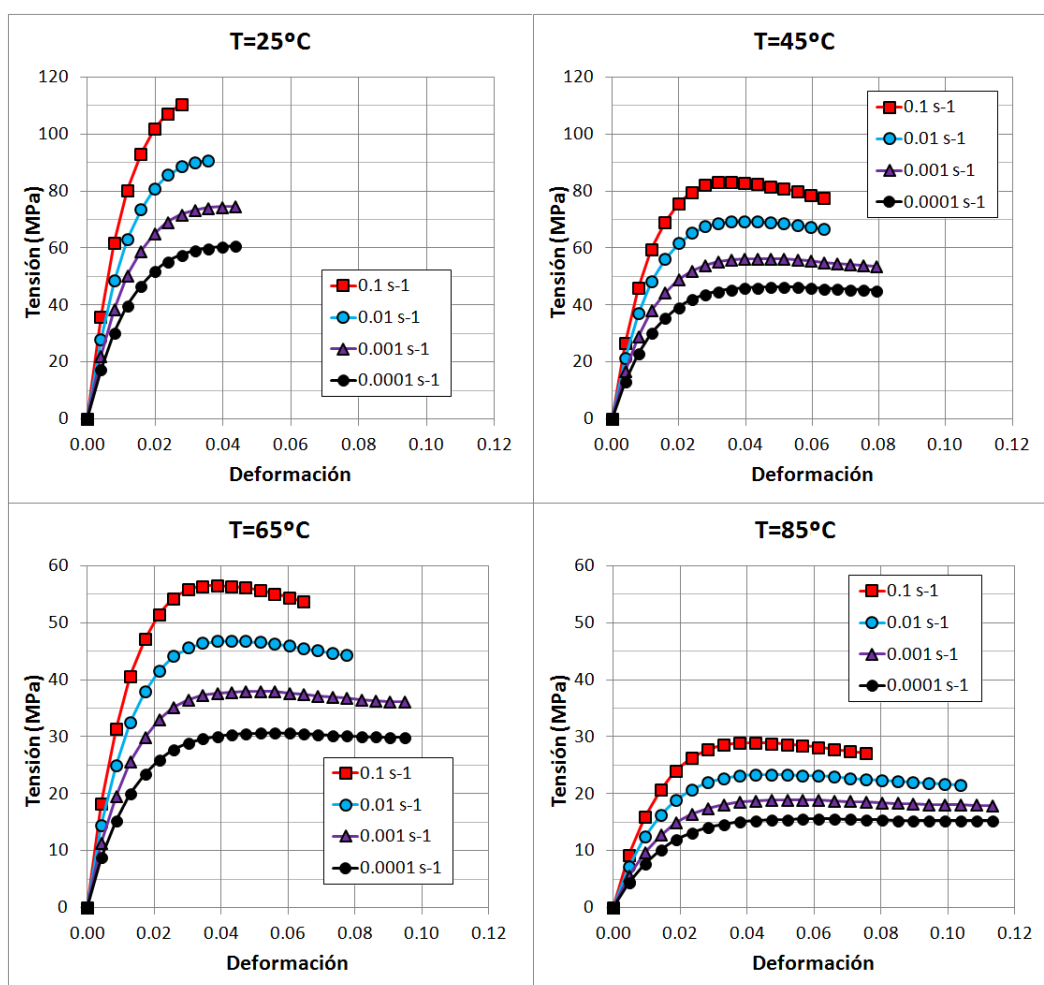 T=25ºC
120
100
80
60
40
20
0
Tensión (MPa)
0.1 s-1
0.01 s-1
0.001 s-1
0.0001 s-1
0.00 0.02 0.04 0.06 0.08 0.10 0.12
Deformación
T=45ºC
120
100
80
60
40
20
0
Tensión (MPa)
0.1 s-1
0.01 s-1
0.001 s-1
0.0001 s-1
0.00 0.02 0.04 0.06 0.08 0.10 0.12
Deformación
T=65ºC
60
50
40
30
20
10
0
Tensión (MPa)
0.1 s-1
0.01 s-1
0.001 s-1
0.0001 s-1
0.00 0.02 0.04 0.06 0.08 0.10 0.12
Deformación
T=85ºC
60
50
40
30
20
10
0
Tensión (MPa)
0.1 s-1
0.01 s-1
0.001 s-1
0.0001 s-1
0.00 0.02 0.04 0.06 0.08 0.10 0.12
Deformación